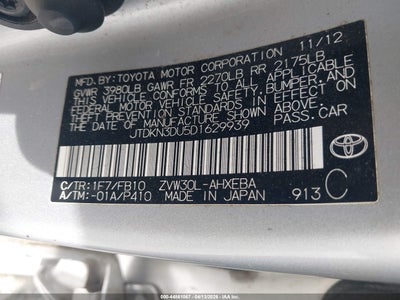 MFD.BY TOYOTA MOTOR CORPORATION 11/12
GVWR 3980LB GAWR FR 2270LB RR 2175LB
THIS VEHICLE CONFORMS TO ALL APPLICABLE
FEDERAL MOTOR VEHICLE SAFETY, BUMPER, AND
THEFT PREVENTION STANDARDS IN EFFECT ON
THE DATE OF MANUFACTURE SHOWN ABOVE.
JTDKN3DU5D1629939 PASS.CAR
C/TR:1F7/FB10 ZVW30L-AHXEBA
A/TM:-01A/P410 MADE IN JAPAN 913 C
TOYOTA